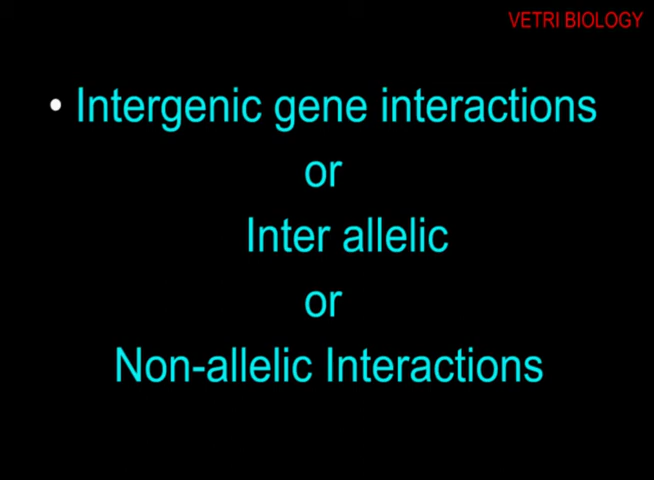 VETRI BIOLOGY
• Intergenic gene interactions
or
Inter allelic
or
Non-allelic Interactions